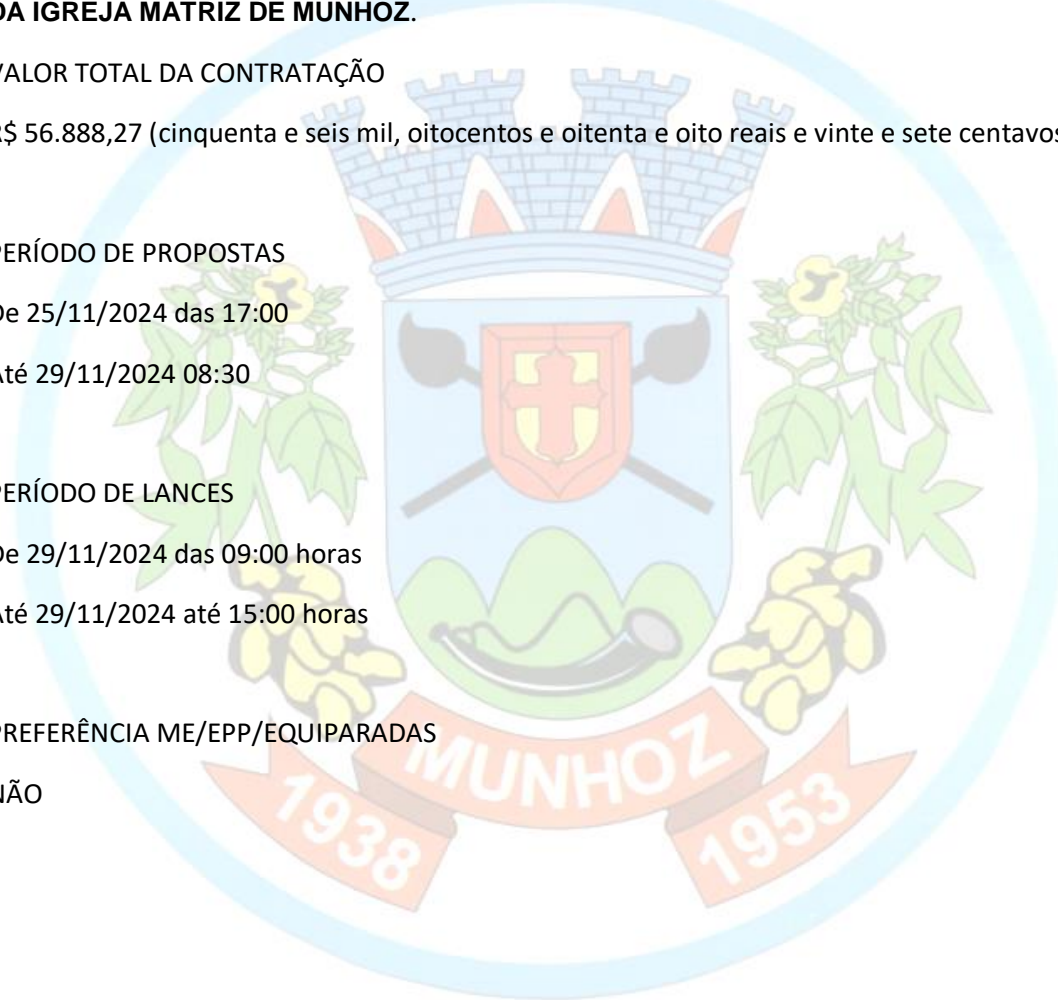 DA IGREJA MATRIZ DE MUNHOZ.
VALOR TOTAL DA CONTRATAÇÃO
R$ 56.888,27 (cinquenta e seis mil, oitocentos e oitenta e oito reais e vinte e sete centavos
PERÍODO DE PROPOSTAS
De 25/11/2024 das 17:00
Até 29/11/2024 08:30
PERÍODO DE LANCES
De 29/11/2024 das 09:00 horas
Até 29/11/2024 até 15:00 horas
PREFERÊNCIA ME/EPP/EQUIPARADAS
NÃO
MUNHOZ
1938
1953